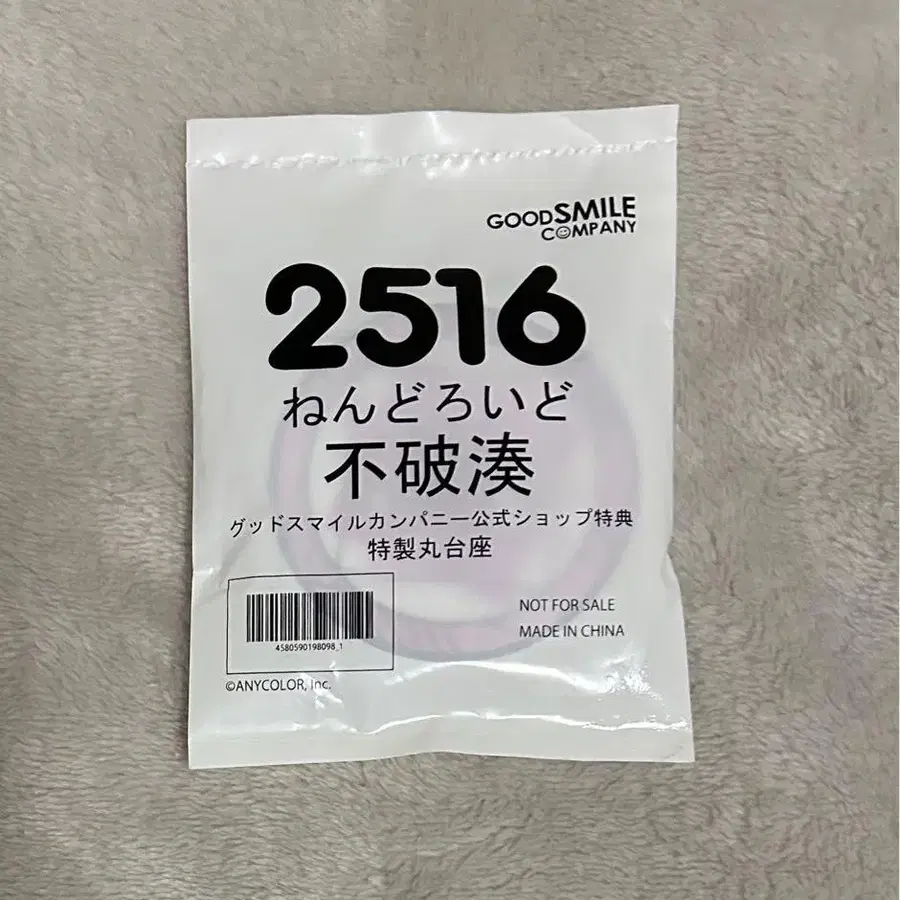 GOODSMILE
COMPANY
2516
ねんどろいど
不破湊
グッドスマイルカンパニー公式ショップ特典
特製丸台座
4580590198098_1
NOT FOR SALE
MADE IN CHINA
©ANYCOLOR, Inc.